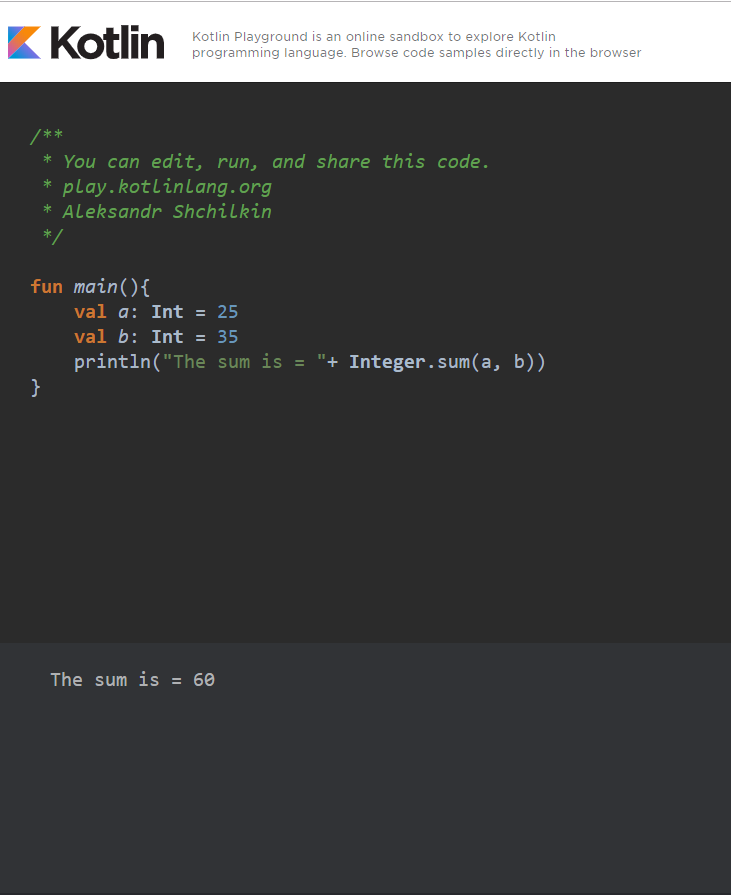 Kotlin
Kotlin Playground is an online sandbox to explore Kotlin
programming language. Browse code samples directly in the browser
/**
 * You can edit, run, and share this code.
 * play.kotlinlang.org
 * Aleksandr Shchilkin
 */
fun main(){
    val a: Int = 25
    val b: Int = 35
    println("The sum is = "+ Integer.sum(a, b))
}
The sum is = 60